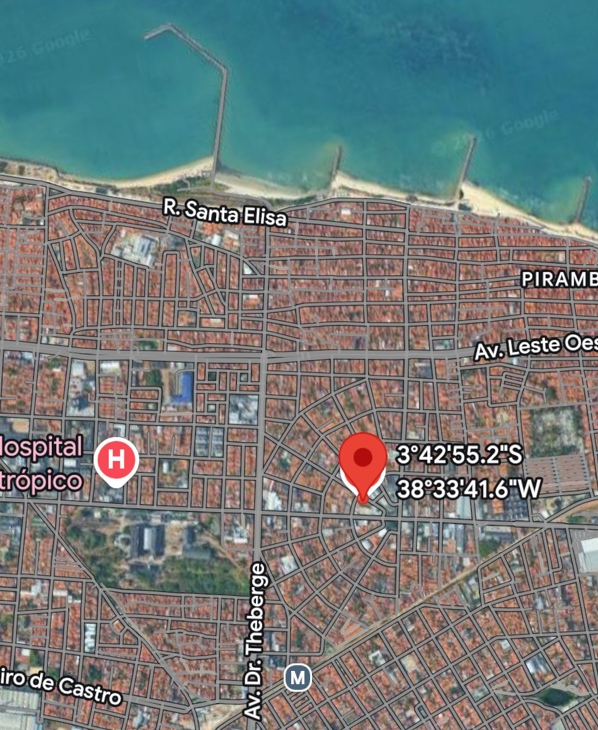 R. Santa Elisa
PIRAMB
Av. Leste Oes
Hospital
trópico
H
3°42'55.2"S
38°33'41.6"W
Av. Dr. Theberge
M
iro de Castro